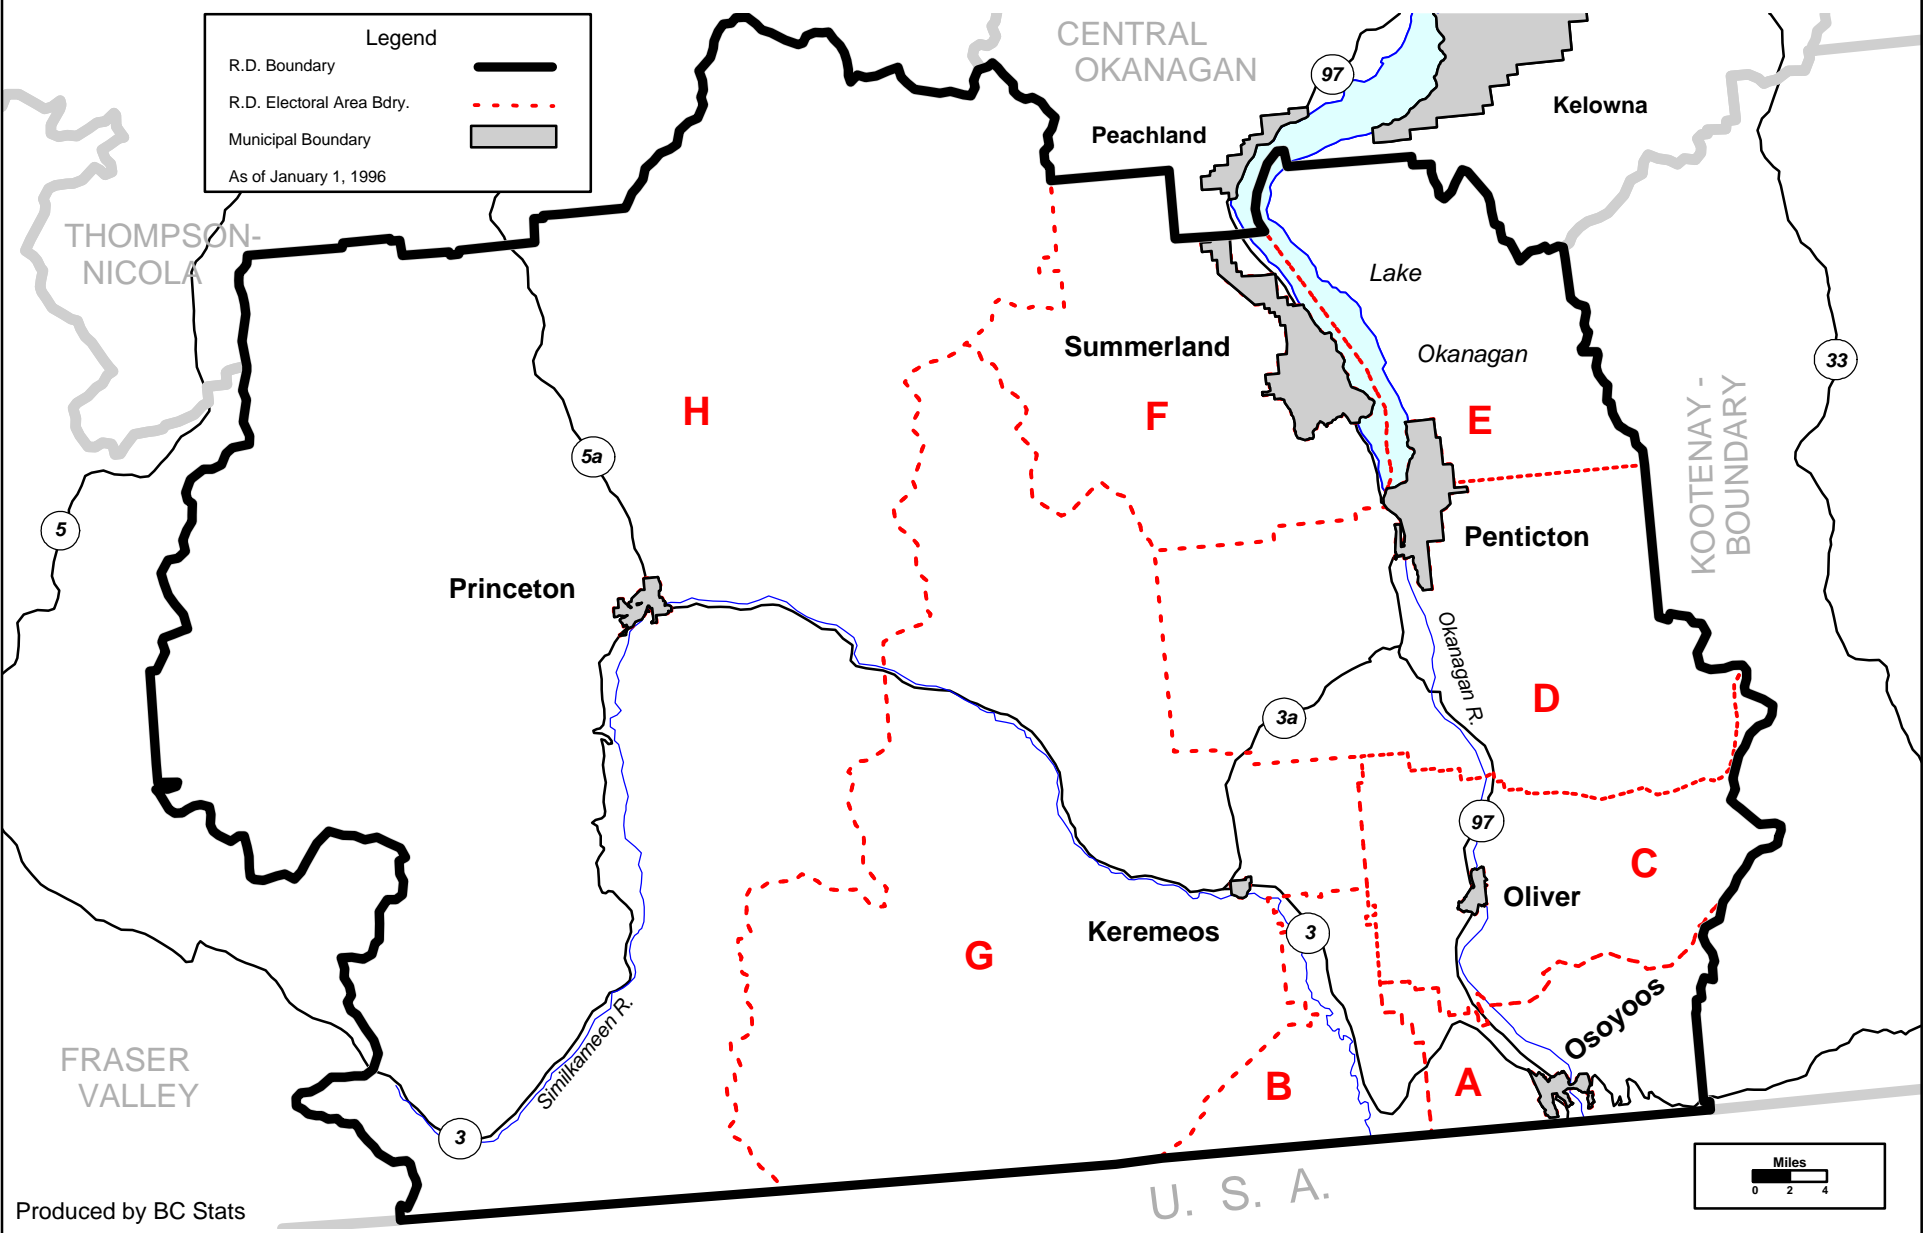 Legend
R.D. Boundary
R.D. Electoral Area Bdry.
Municipal Boundary
As of January 1, 1996
CENTRAL
OKANAGAN
97
Kelowna
Peachland
THOMPSON-
NICOLA
Lake
Okanagan
Summerland
33
H
F
E
KOOTENAY -
BOUNDARY
5a
5
Penticton
Princeton
Okanagan R.
D
3a
97
C
Oliver
Keremeos
3
G
Osoyoos
FRASER
VALLEY
Similkameen R.
B
A
3
Miles
0 2 4
U. S. A.
Produced by BC Stats